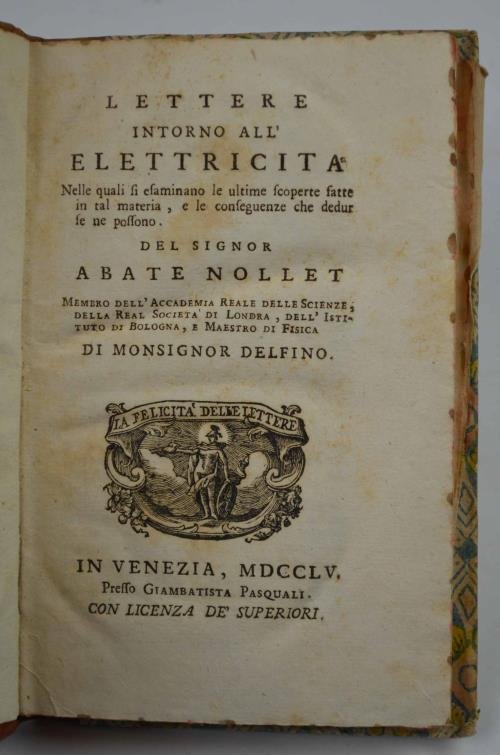 LETTERE
INTORNO ALL'
ELETTRICITÀ
Nelle quali ſi eſaminano le ultime ſcoperte fatte
in tal materia, e le conſeguenze che dedur
ſe ne poſſono.
DEL SIGNOR
ABATE NOLLET
MEMBRO DELL'ACCADEMIA REALE DELLE SCIENZE,
DELLA REAL SOCIETÀ DI LONDRA, DELL'ISTI-
TUTO DI BOLOGNA, E MAESTRO DI FISICA
DI MONSIGNOR DELFINO.
LA FELICITÀ DELLE LETTERE
IN VENEZIA, MDCCLV.
Preſſo GIAMBATISTA PASQUALI.
CON LICENZA DE' SUPERIORI.